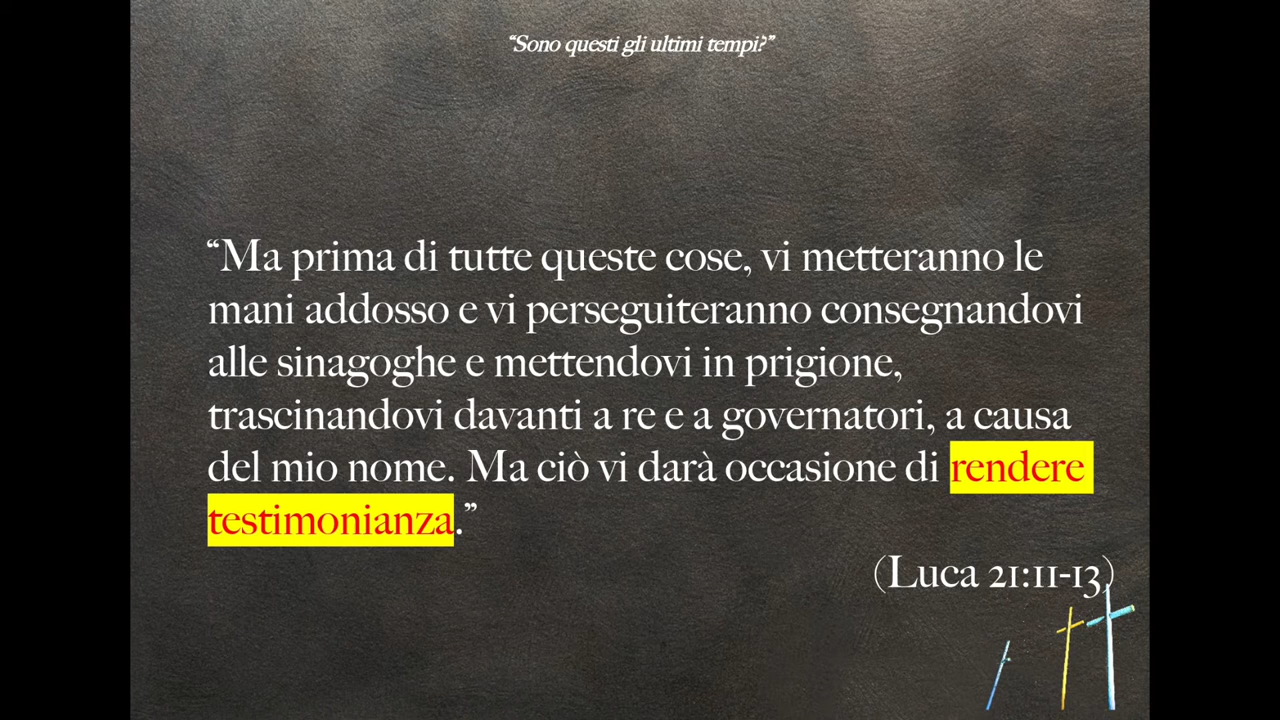 “Sono questi gli ultimi tempi?”
“Ma prima di tutte queste cose, vi metteranno le
mani addosso e vi perseguiteranno consegnandovi
alle sinagoghe e mettendovi in prigione,
trascinandovi davanti a re e a governatori, a causa
del mio nome. Ma ciò vi darà occasione di rendere
testimonianza.”
(Luca 21:11-13)